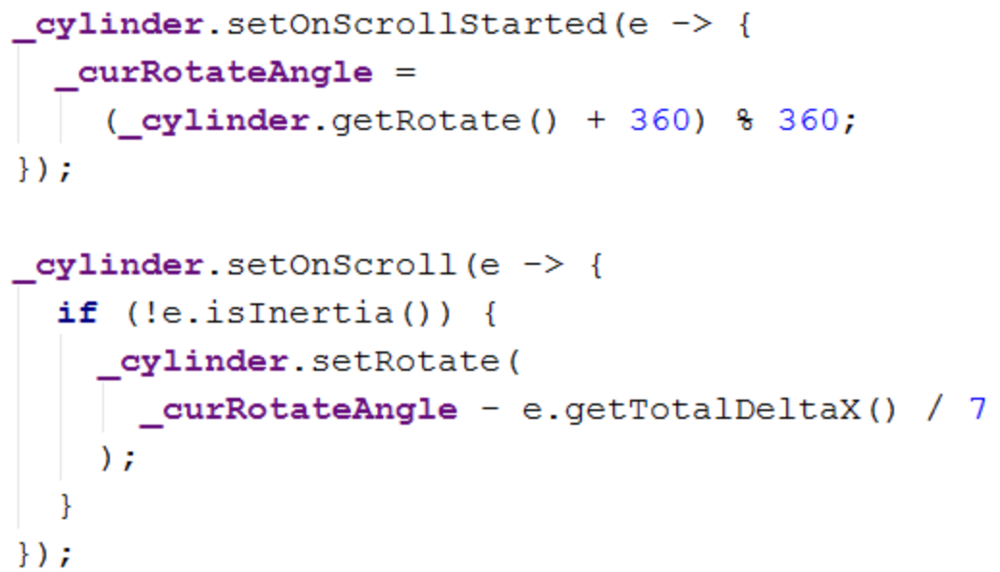 _cylinder.setOnScrollStarted(e -> {
  _curRotateAngle =
    (_cylinder.getRotate() + 360) % 360;
});

_cylinder.setOnScroll(e -> {
  if (!e.isInertia()) {
    _cylinder.setRotate(
      _curRotateAngle - e.getTotalDeltaX() / 7
    );
  }
});